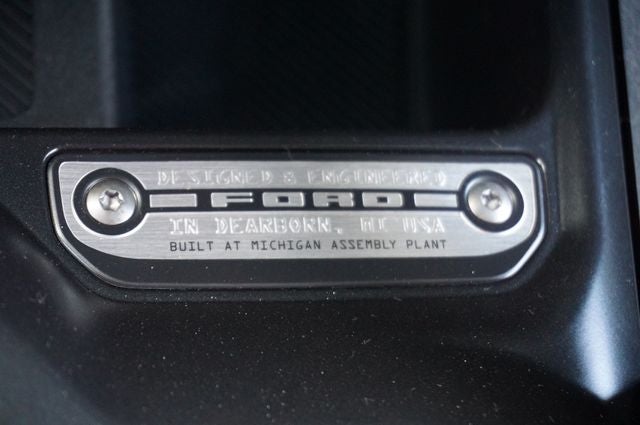 DESIGNED & ENGINEERED
FORD
IN DEARBORN, MI USA
BUILT AT MICHIGAN ASSEMBLY PLANT